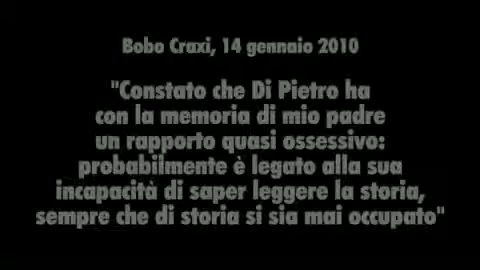 Bobo Craxi, 14 gennaio 2010
"Constato che Di Pietro ha
con la memoria di mio padre
un rapporto quasi ossessivo:
probabilmente è legato alla sua
incapacità di saper leggere la storia,
sempre che di storia si sia mai occupato"